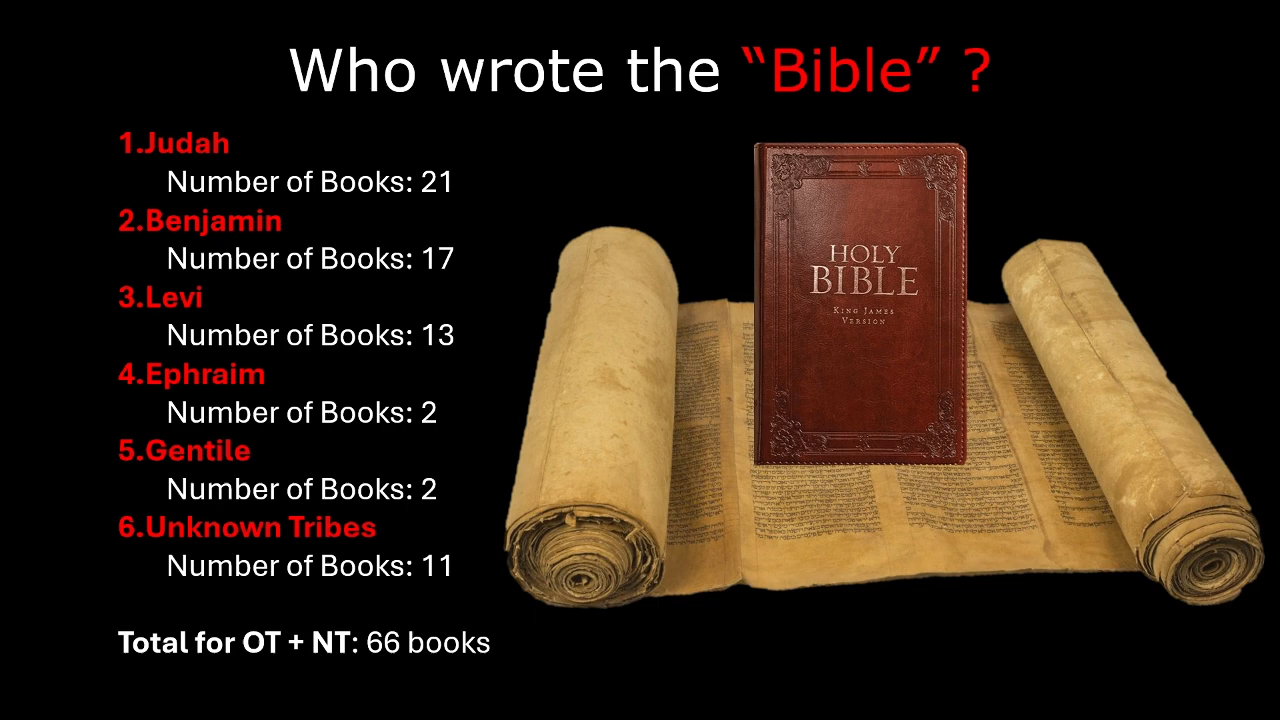 Who wrote the “Bible” ?
1.Judah
Number of Books: 21
2.Benjamin
Number of Books: 17
3.Levi
Number of Books: 13
4.Ephraim
Number of Books: 2
5.Gentile
Number of Books: 2
6.Unknown Tribes
Number of Books: 11
Total for OT + NT: 66 books
HOLY
BIBLE
KING JAMES
VERSION